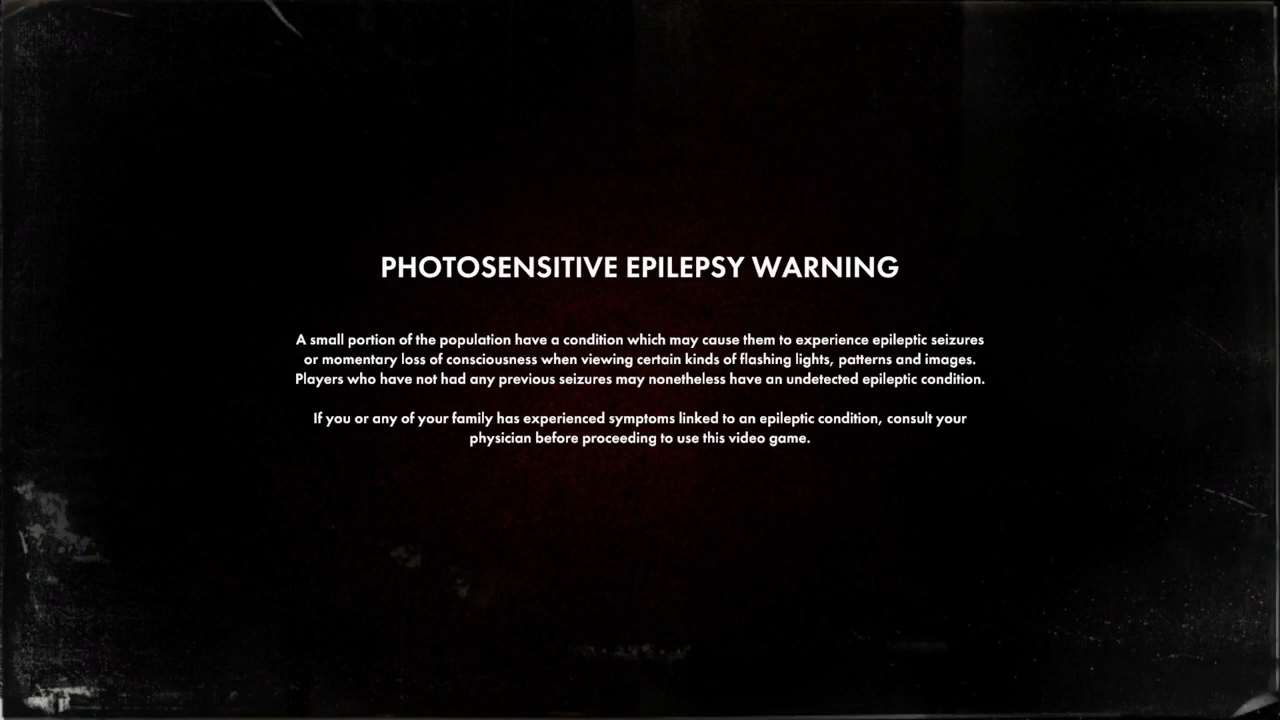 PHOTOSENSITIVE EPILEPSY WARNING
A small portion of the population have a condition which may cause them to experience epileptic seizures
or momentary loss of consciousness when viewing certain kinds of flashing lights, patterns and images.
Players who have not had any previous seizures may nonetheless have an undetected epileptic condition.
If you or any of your family has experienced symptoms linked to an epileptic condition, consult your
physician before proceeding to use this video game.